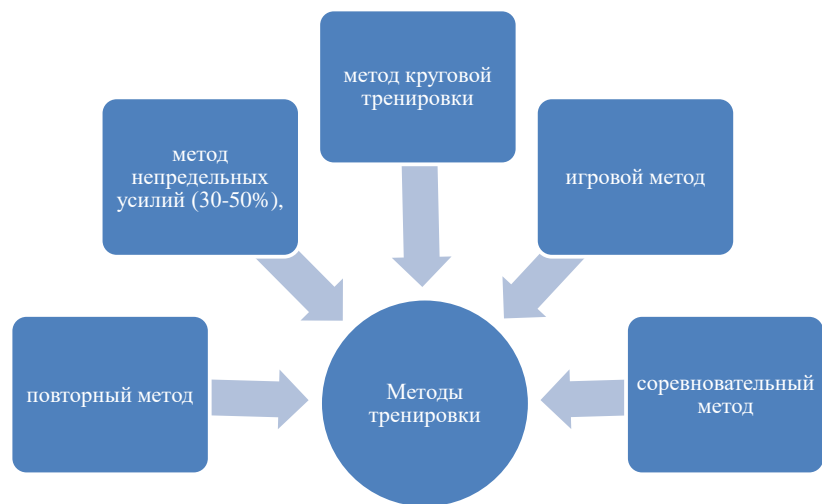 метод круговой
тренировки
метод
непредельных
усилий (30-50%),
игровой метод
повторный метод
Методы
тренировки
соревновательный
метод